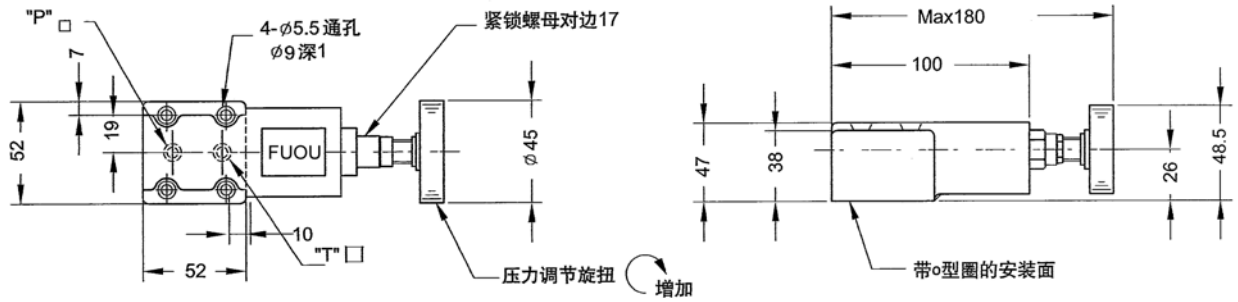 "P" □
4-φ5.5通孔
φ9深1
紧锁螺母对边17
7
19
52
FUOU
φ45
10
"T" □
52
压力调节旋扭
增加
Max180
100
47
38
26
48.5
带o型圈的安装面